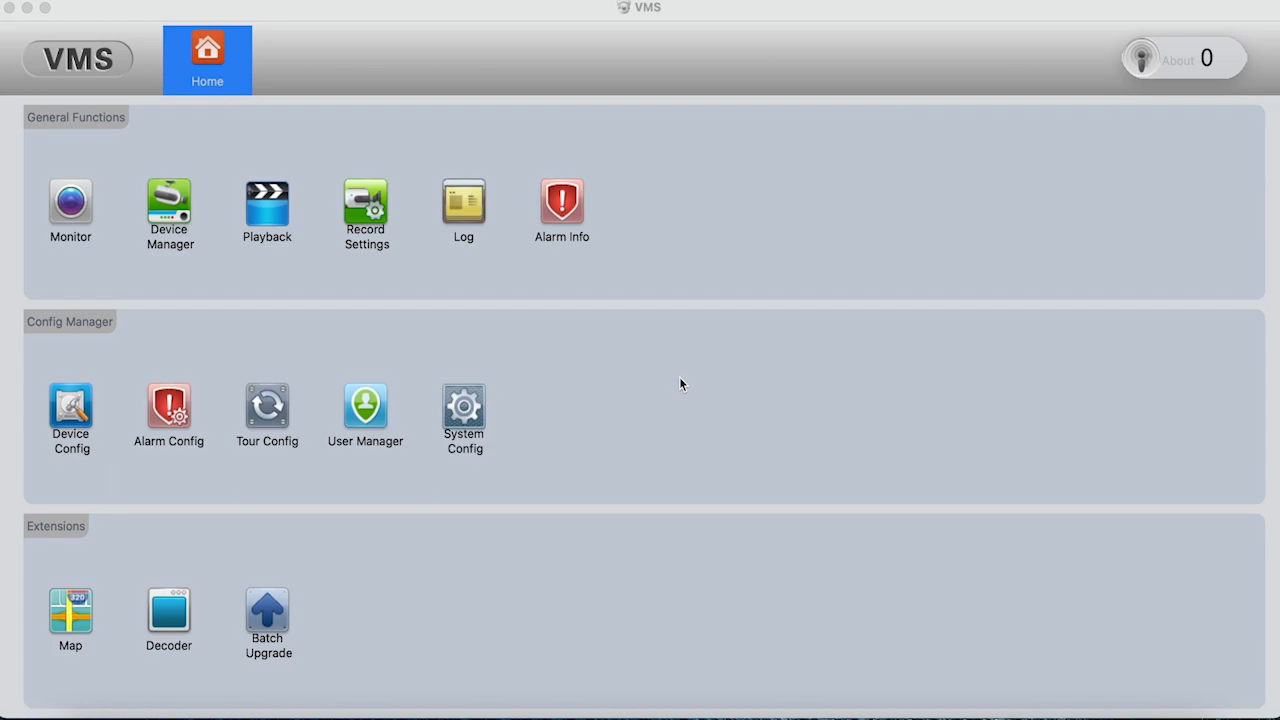 VMS
VMS
Home
About 0
General Functions
Monitor
Device
Manager
Playback
Record
Settings
Log
Alarm Info
Config Manager
Device
Config
Alarm Config
Tour Config
User Manager
System
Config
Extensions
320
Map
Decoder
Batch
Upgrade